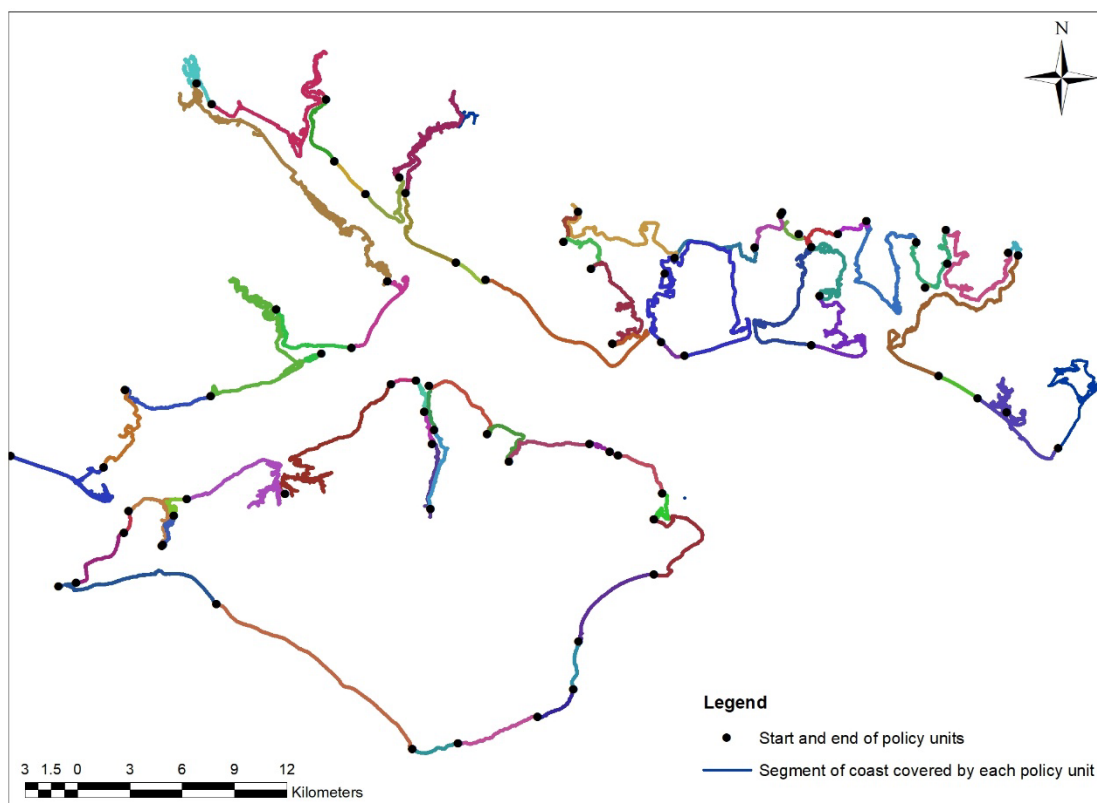 N
Legend
Start and end of policy units
Segment of coast covered by each policy unit
3 1.5 0 3 6 9 12
Kilometers